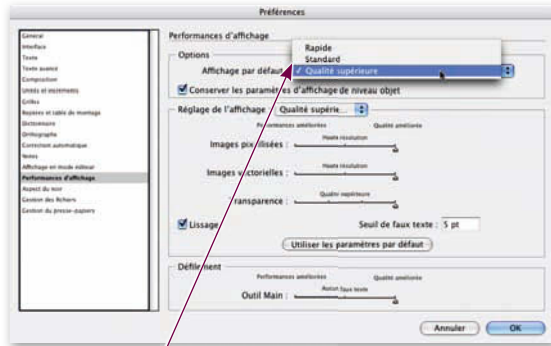 Préférences
Général
Interface
Texte
Texte avancé
Composition
Unités et incréments
Grilles
Repères et table de montage
Dictionnaire
Orthographe
Correction automatique
Notes
Affichage en mode éditeur
Performances d'affichage
Aspect du noir
Gestion des fichiers
Gestion du presse-papiers
Performances d'affichage
Options
Affichage par défaut
Rapide
Standard
✓ Qualité supérieure
Conserver les paramètres d'affichage de niveau objet
Réglage de l'affichage : Qualité supérie...
Performances améliorées Qualité améliorée
Haute résolution
Images pixellisées :
Haute résolution
Images vectorielles :
Qualité supérieure
Transparence :
Lissage
Seuil de faux texte : 5 pt
Utiliser les paramètres par défaut
Défilement
Performances améliorées Qualité améliorée
Aucun faux texte
Outil Main :
Annuler
OK